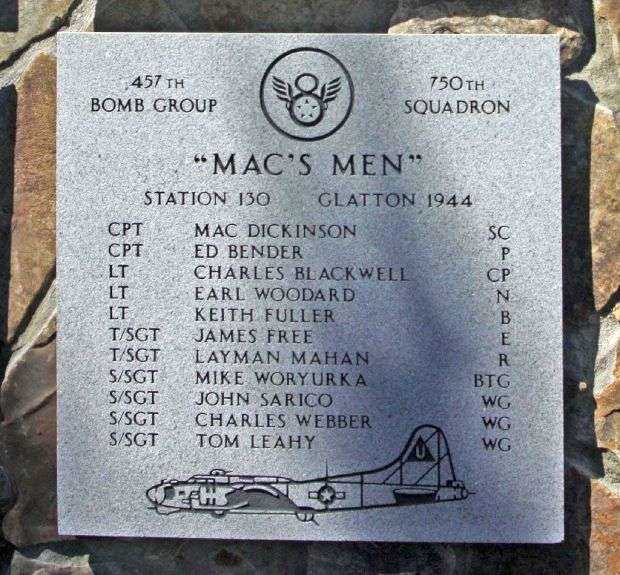 457TH BOMB GROUP 750TH SQUADRON
"MAC'S MEN"
STATION 130 GLATTON 1944
CPT MAC DICKINSON SC
CPT ED BENDER P
LT CHARLES BLACKWELL CP
LT EARL WOODARD N
LT KEITH FULLER B
T/SGT JAMES FREE E
T/SGT LAYMAN MAHAN R
S/SGT MIKE WORYURKA BTG
S/SGT JOHN SARICO WG
S/SGT CHARLES WEBBER WG
S/SGT TOM LEAHY WG
U